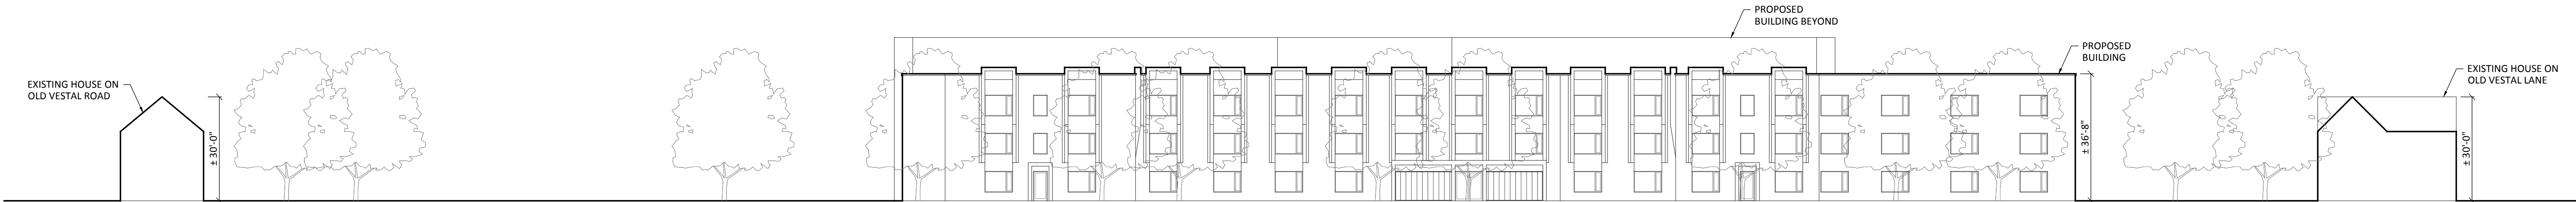 PROPOSED
BUILDING BEYOND
PROPOSED
BUILDING
EXISTING HOUSE ON
OLD VESTAL ROAD
EXISTING HOUSE ON
OLD VESTAL LANE
± 30'-0"
± 36'-8"
± 30'-0"